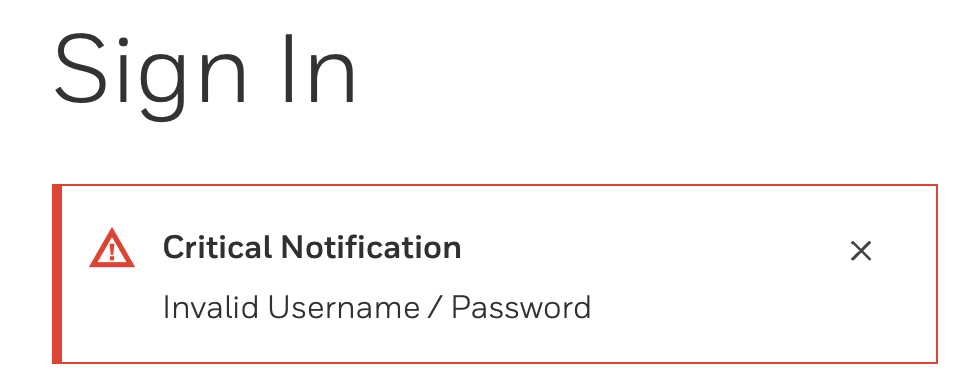 Sign In
Critical Notification
Invalid Username / Password